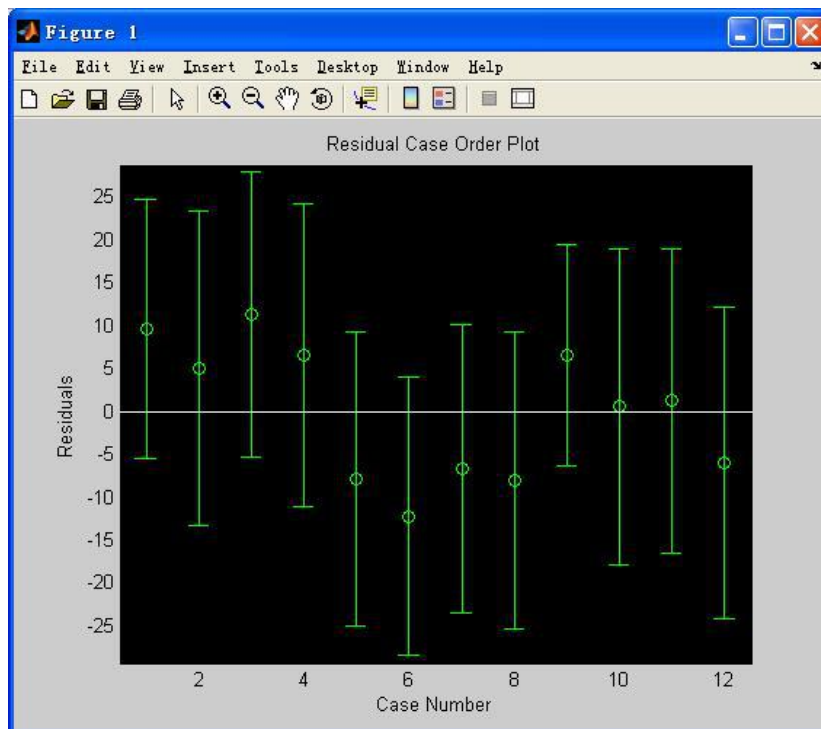 Figure 1
File Edit View Insert Tools Desktop Window Help
Residual Case Order Plot
25
20
15
10
5
0
-5
-10
-15
-20
-25
Residuals
2 4 6 8 10 12
Case Number